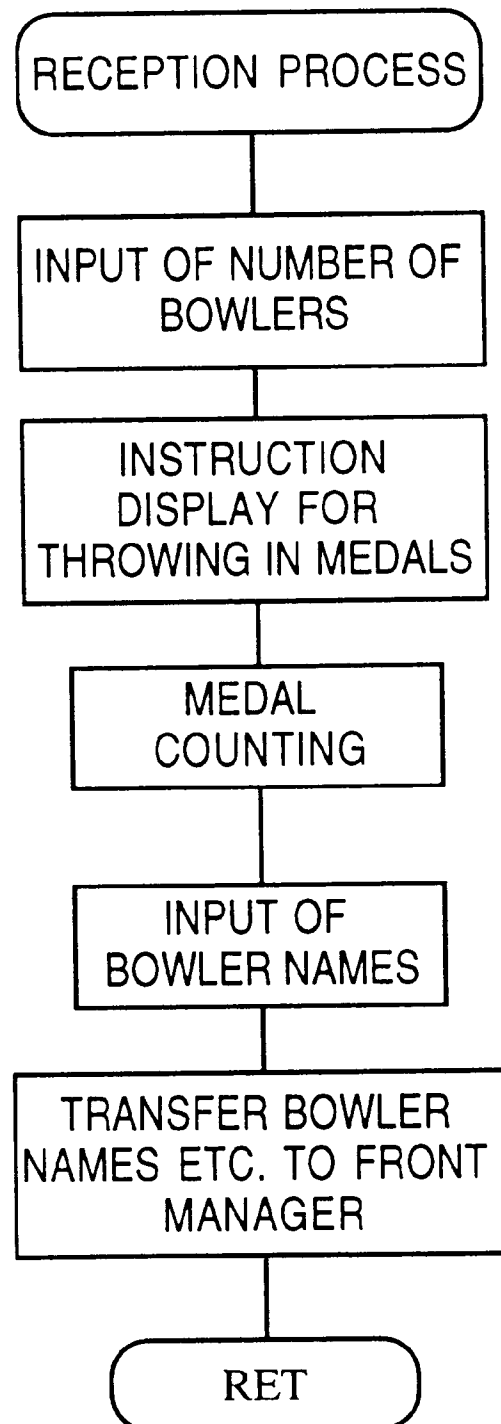 RECEPTION PROCESS
INPUT OF NUMBER OF
BOWLERS
INSTRUCTION
DISPLAY FOR
THROWING IN MEDALS
MEDAL
COUNTING
INPUT OF
BOWLER NAMES
TRANSFER BOWLER
NAMES ETC. TO FRONT
MANAGER
RET